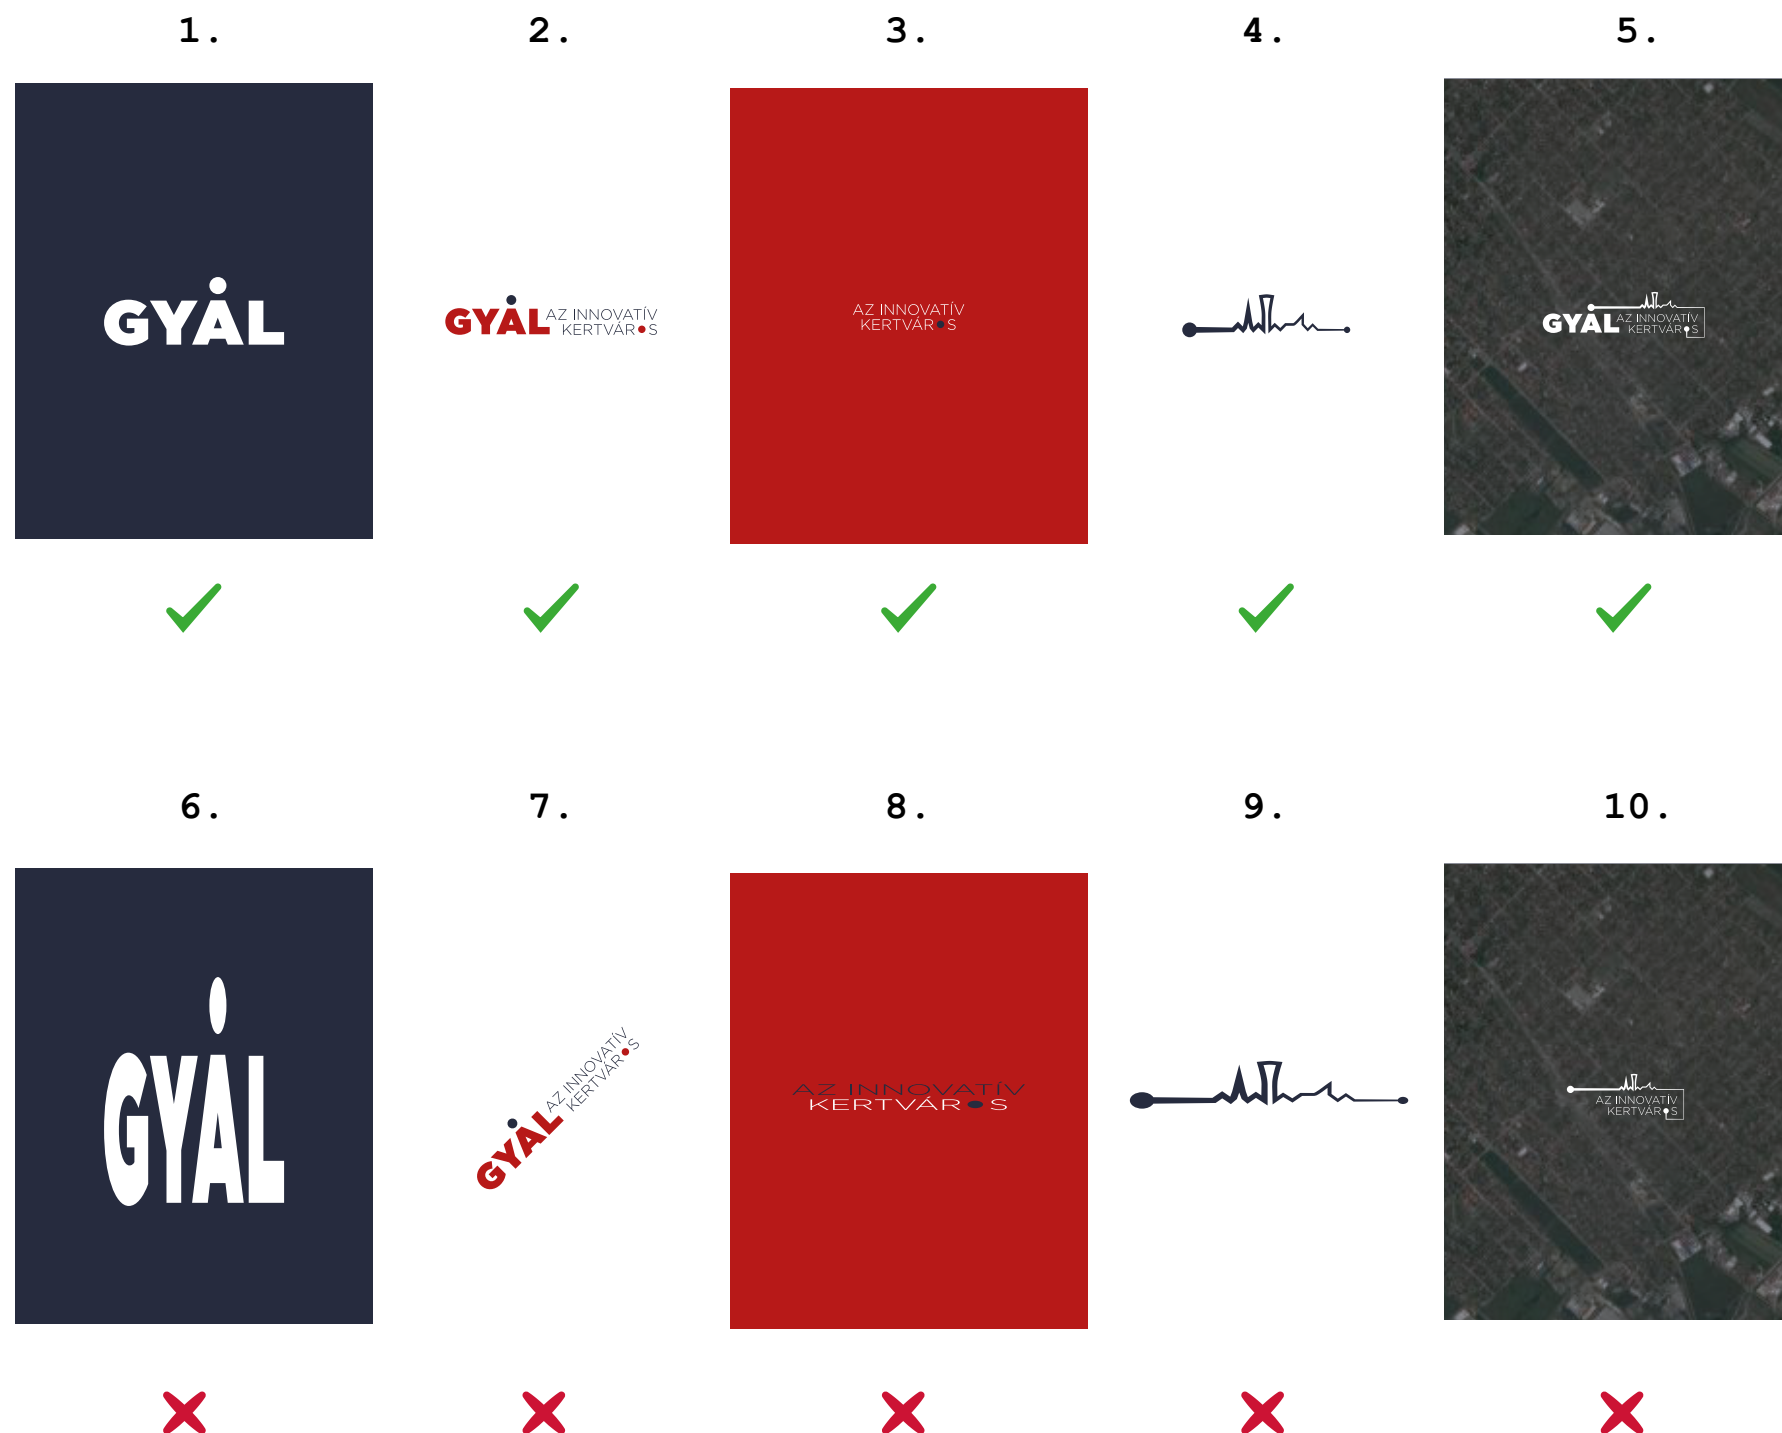 1.
2.
3.
4.
5.
GYÁL
GYÁL AZ INNOVATÍV
KERTVÁR●S
AZ INNOVATÍV
KERTVÁR●S
GYÁL AZ INNOVATÍV
KERTVÁR●S
6.
7.
8.
9.
10.
GYÁL
GYÁL AZ INNOVATÍV
KERTVÁR●S
AZ INNOVATÍV
KERTVÁR●S
AZ INNOVATÍV
KERTVÁR●S